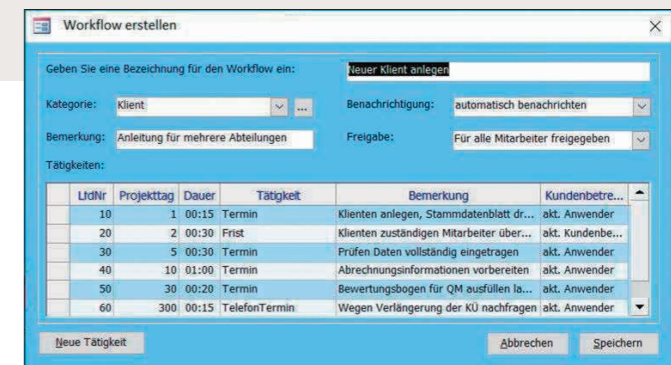 Workflow erstellen
Geben Sie eine Bezeichnung für den Workflow ein: Neuer Klient anlegen
Kategorie: Klient ... Benachrichtigung: automatisch benachrichten
Bemerkung: Anleitung für mehrere Abteilungen Freigabe: Für alle Mitarbeiter freigegeben
Tätigkeiten:
LfdNr Projekttag Dauer Tätigkeit Bemerkung Kundenbetre...
10 1 00:15 Termin Klienten anlegen, Stammdatenblatt dr... akt. Anwender
20 2 00:30 Frist Klienten zuständigen Mitarbeiter über... akt. Kundenbe...
30 5 00:30 Termin Prüfen Daten vollständig eingetragen akt. Anwender
40 10 01:00 Termin Abrechnungsinformationen vorbereiten akt. Anwender
50 30 00:20 Termin Bewertungsbogen für QM ausfüllen la... akt. Anwender
60 300 00:15 TelefonTermin Wegen Verlängerung der KÜ nachfragen akt. Anwender
Neue Tätigkeit Abbrechen Speichern